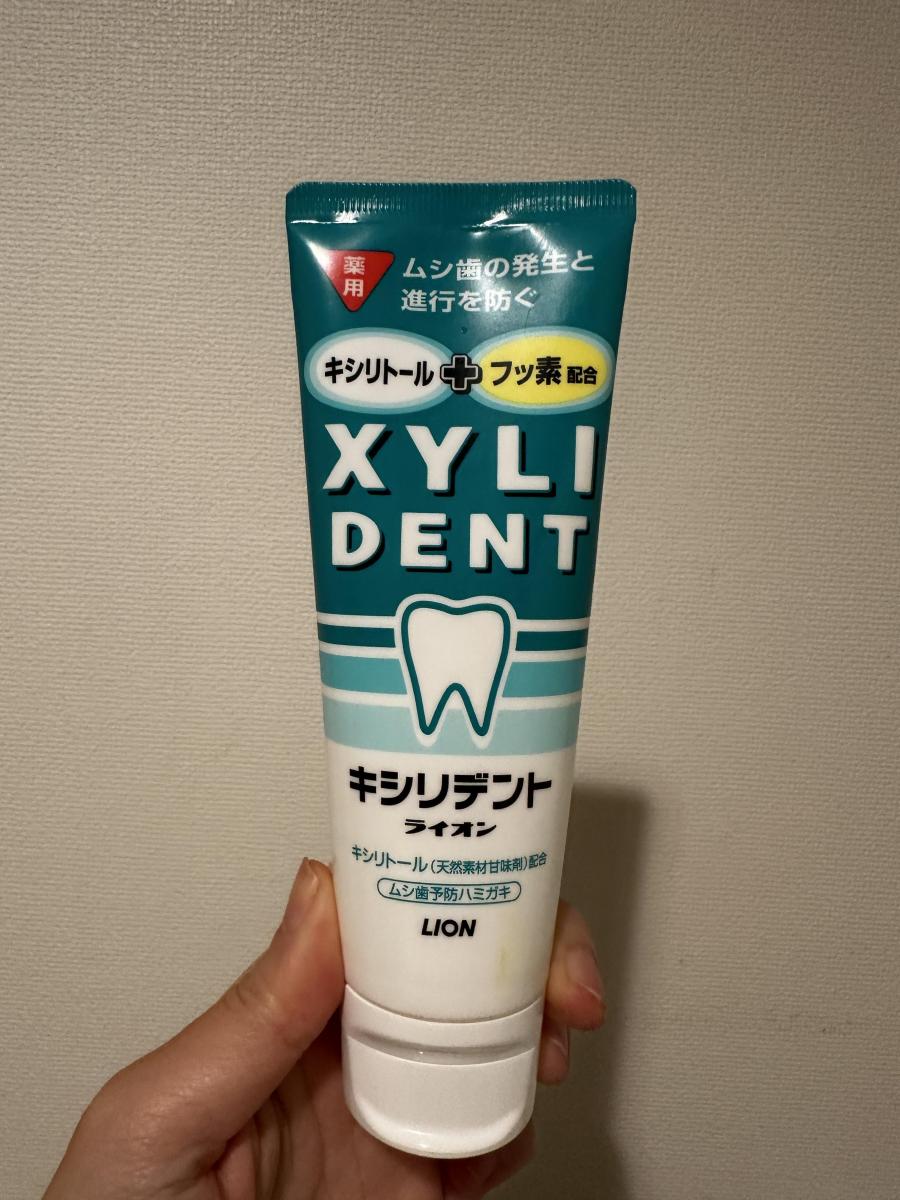 薬用
ムシ歯の発生と
進行を防ぐ
キシリトール+フッ素配合
XYLI
DENT
キシリデント
ライオン
キシリトール(天然素材甘味剤)配合
ムシ歯予防ハミガキ
LION